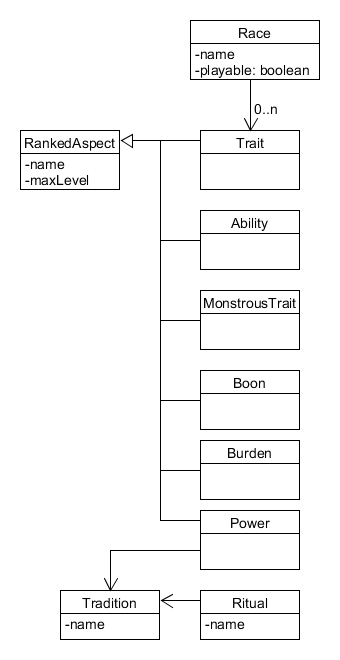 Race
-name
-playable: boolean
0..n
RankedAspect
-name
-maxLevel
Trait
Ability
MonstrousTrait
Boon
Burden
Power
Tradition
-name
Ritual
-name